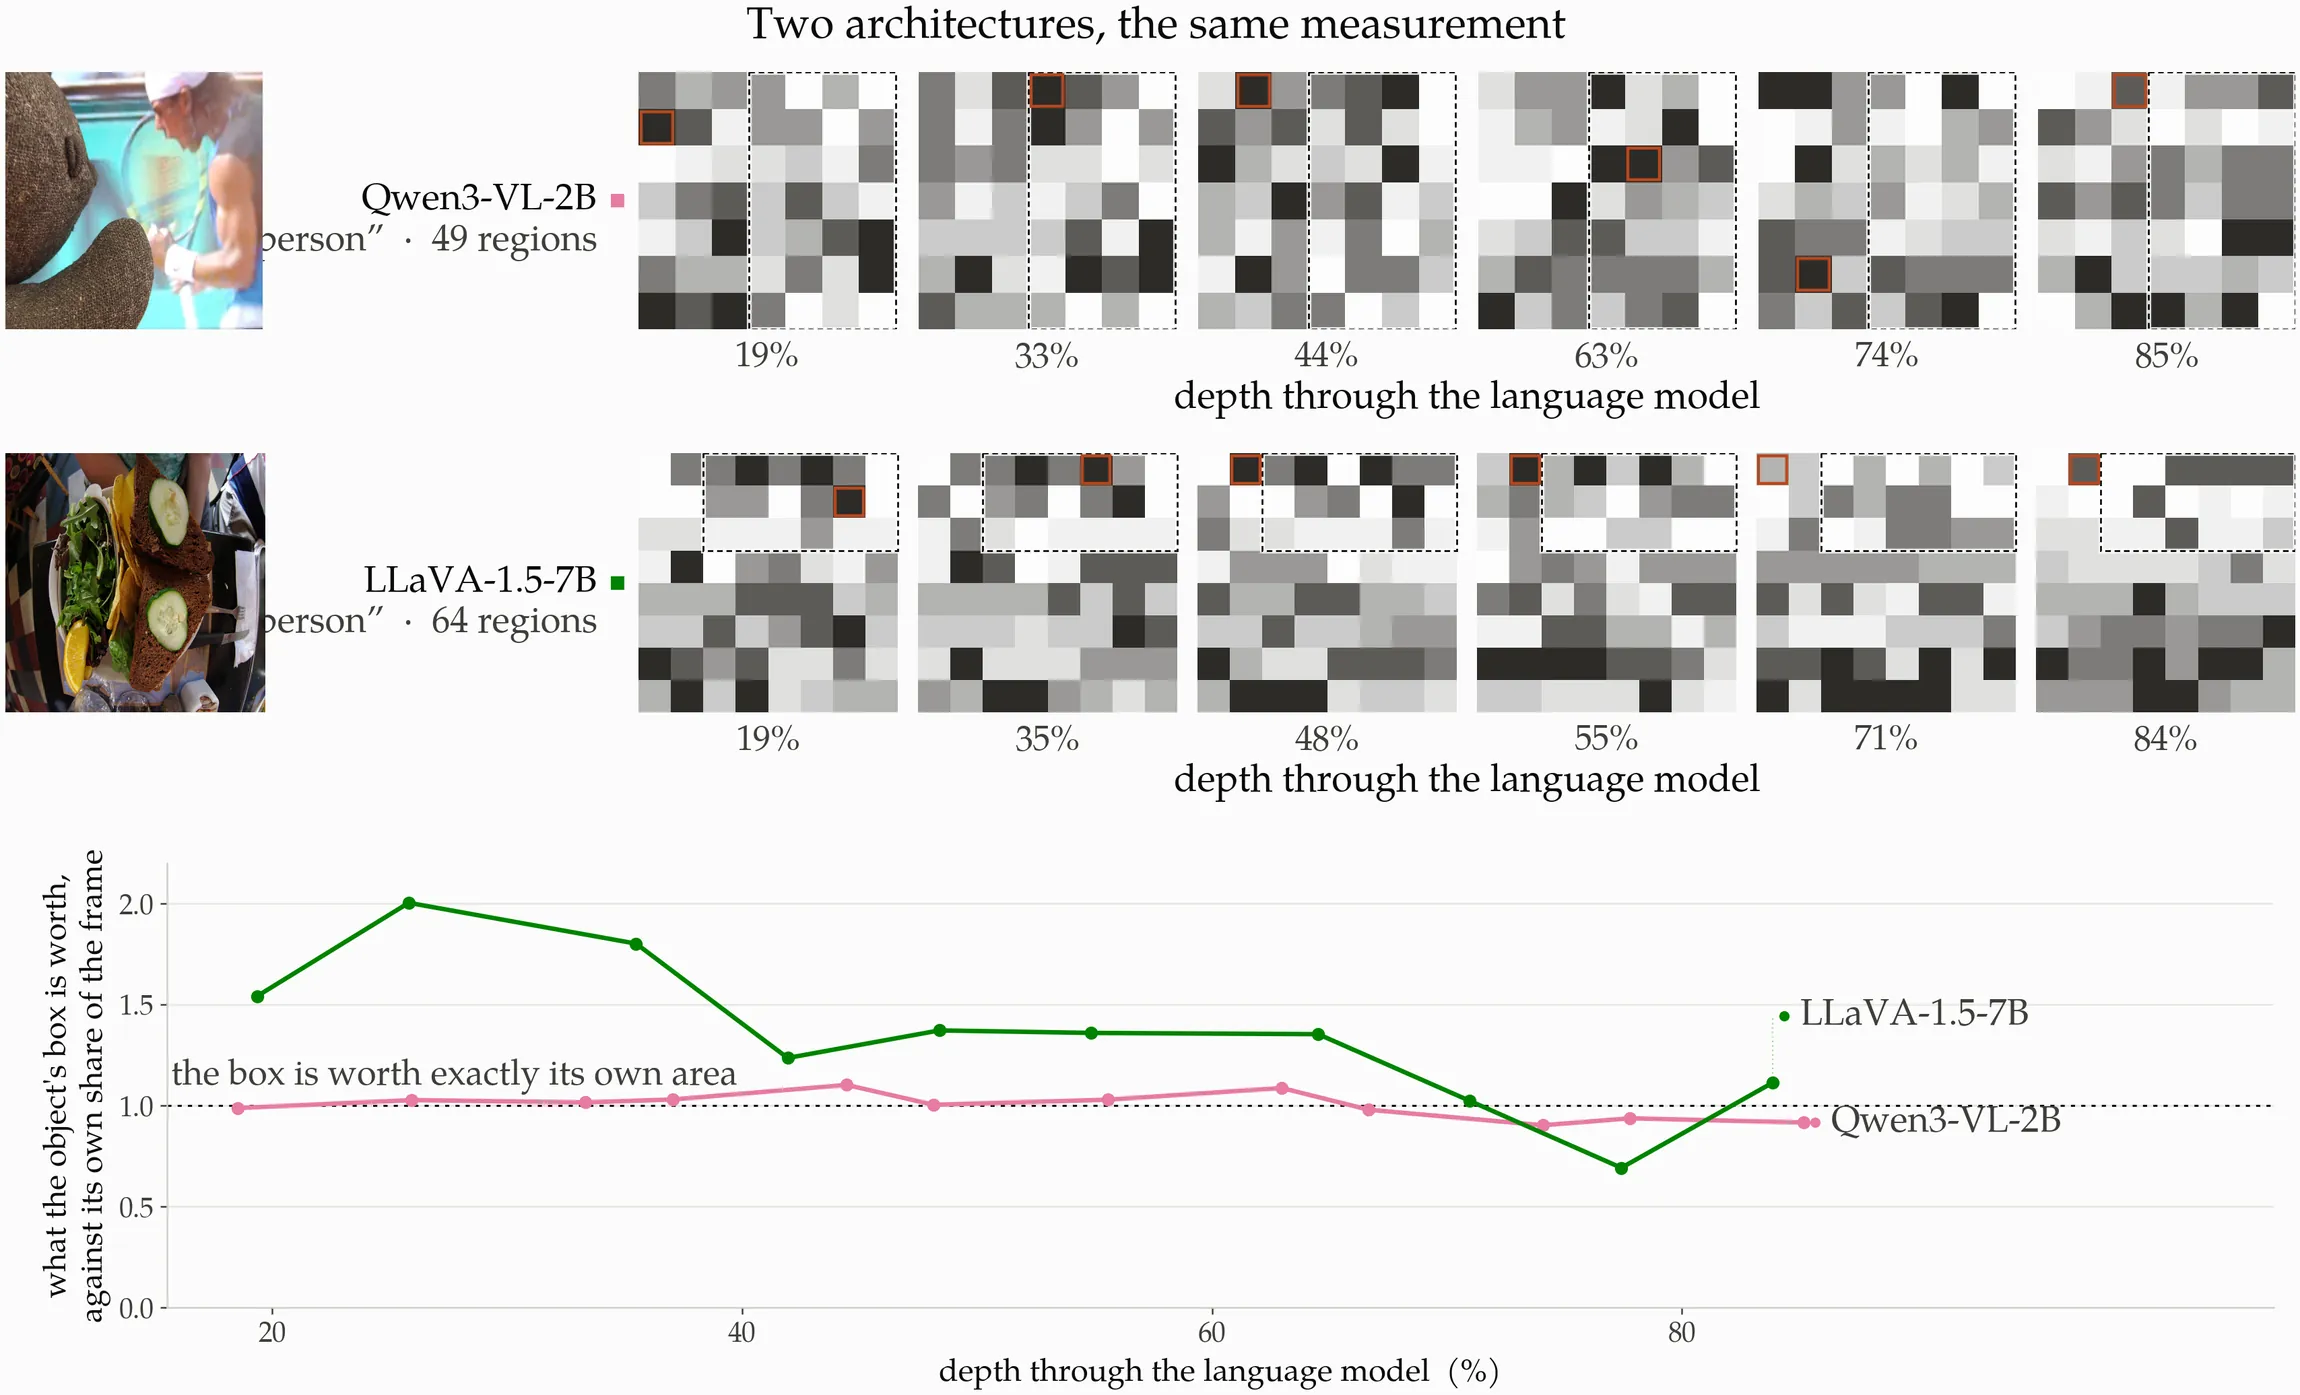 Two architectures, the same measurement
Qwen3-VL-2B
person” · 49 regions
19% 33% 44% 63% 74% 85%
depth through the language model
LLaVA-1.5-7B
person” · 64 regions
19% 35% 48% 55% 71% 84%
depth through the language model
what the object's box is worth,
against its own share of the frame
2.0
1.5
1.0
0.5
0.0
the box is worth exactly its own area
LLaVA-1.5-7B
Qwen3-VL-2B
20 40 60 80
depth through the language model (%)